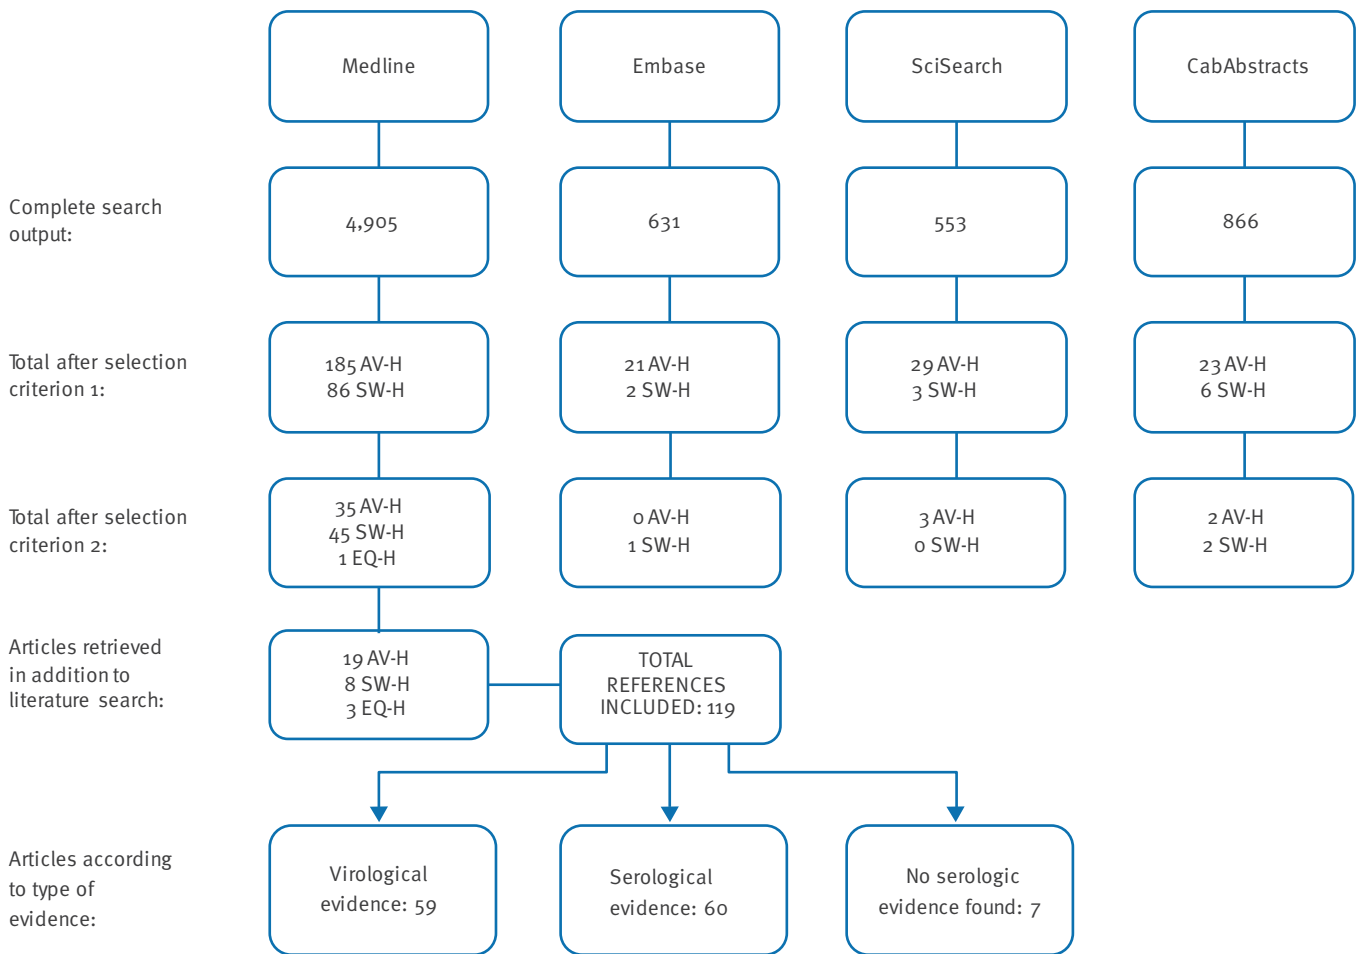 Medline
Embase
SciSearch
CabAbstracts
Complete search
output:
4,905
631
553
866
Total after selection
criterion 1:
185 AV-H
86 SW-H
21 AV-H
2 SW-H
29 AV-H
3 SW-H
23 AV-H
6 SW-H
Total after selection
criterion 2:
35 AV-H
45 SW-H
1 EQ-H
0 AV-H
1 SW-H
3 AV-H
0 SW-H
2 AV-H
2 SW-H
Articles retrieved
in addition to
literature search:
19 AV-H
8 SW-H
3 EQ-H
TOTAL
REFERENCES
INCLUDED: 119
Articles according
to type of
evidence:
Virological
evidence: 59
Serological
evidence: 60
No serologic
evidence found: 7